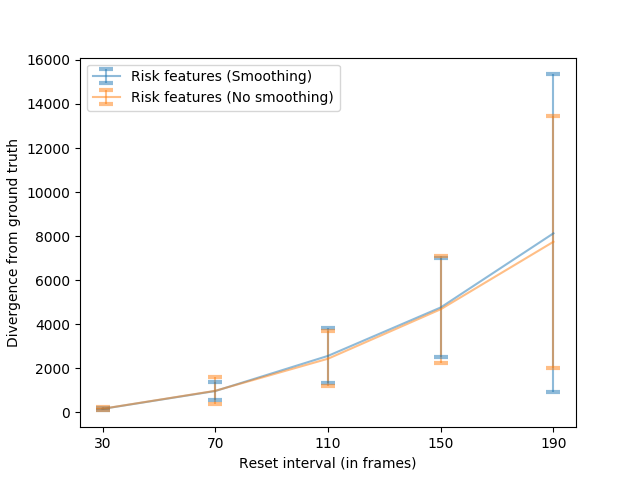 Risk features (Smoothing)
Risk features (No smoothing)
Divergence from ground truth
16000
14000
12000
10000
8000
6000
4000
2000
0
30 70 110 150 190
Reset interval (in frames)